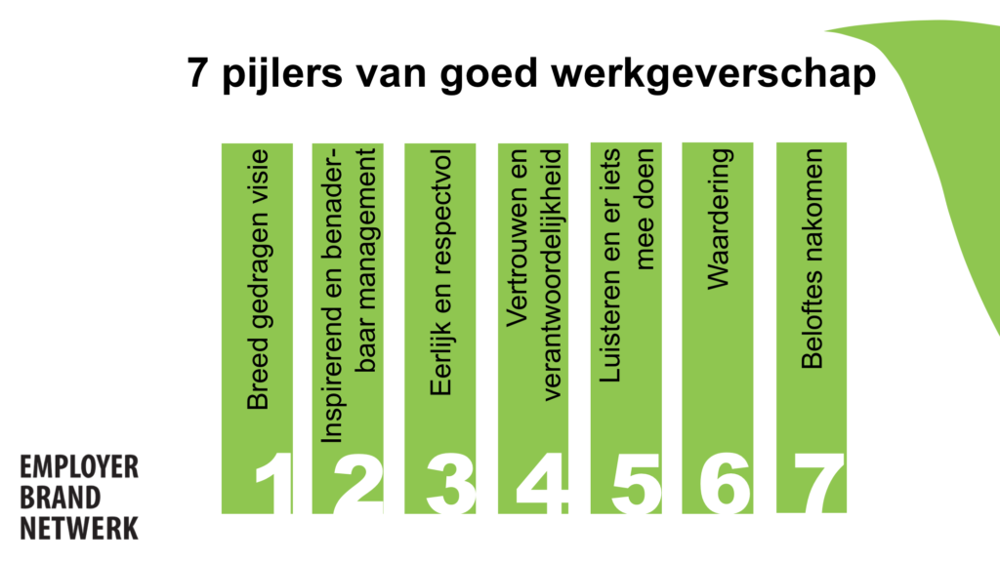 7 pijlers van goed werkgeverschap
Breed gedragen visie
1
Inspirerend en benader-
baar management
2
Eerlijk en respectvol
3
Vertrouwen en
verantwoordelijkheid
4
Luisteren en er iets
mee doen
5
Waardering
6
Beloftes nakomen
7
EMPLOYER
BRAND
NETWERK